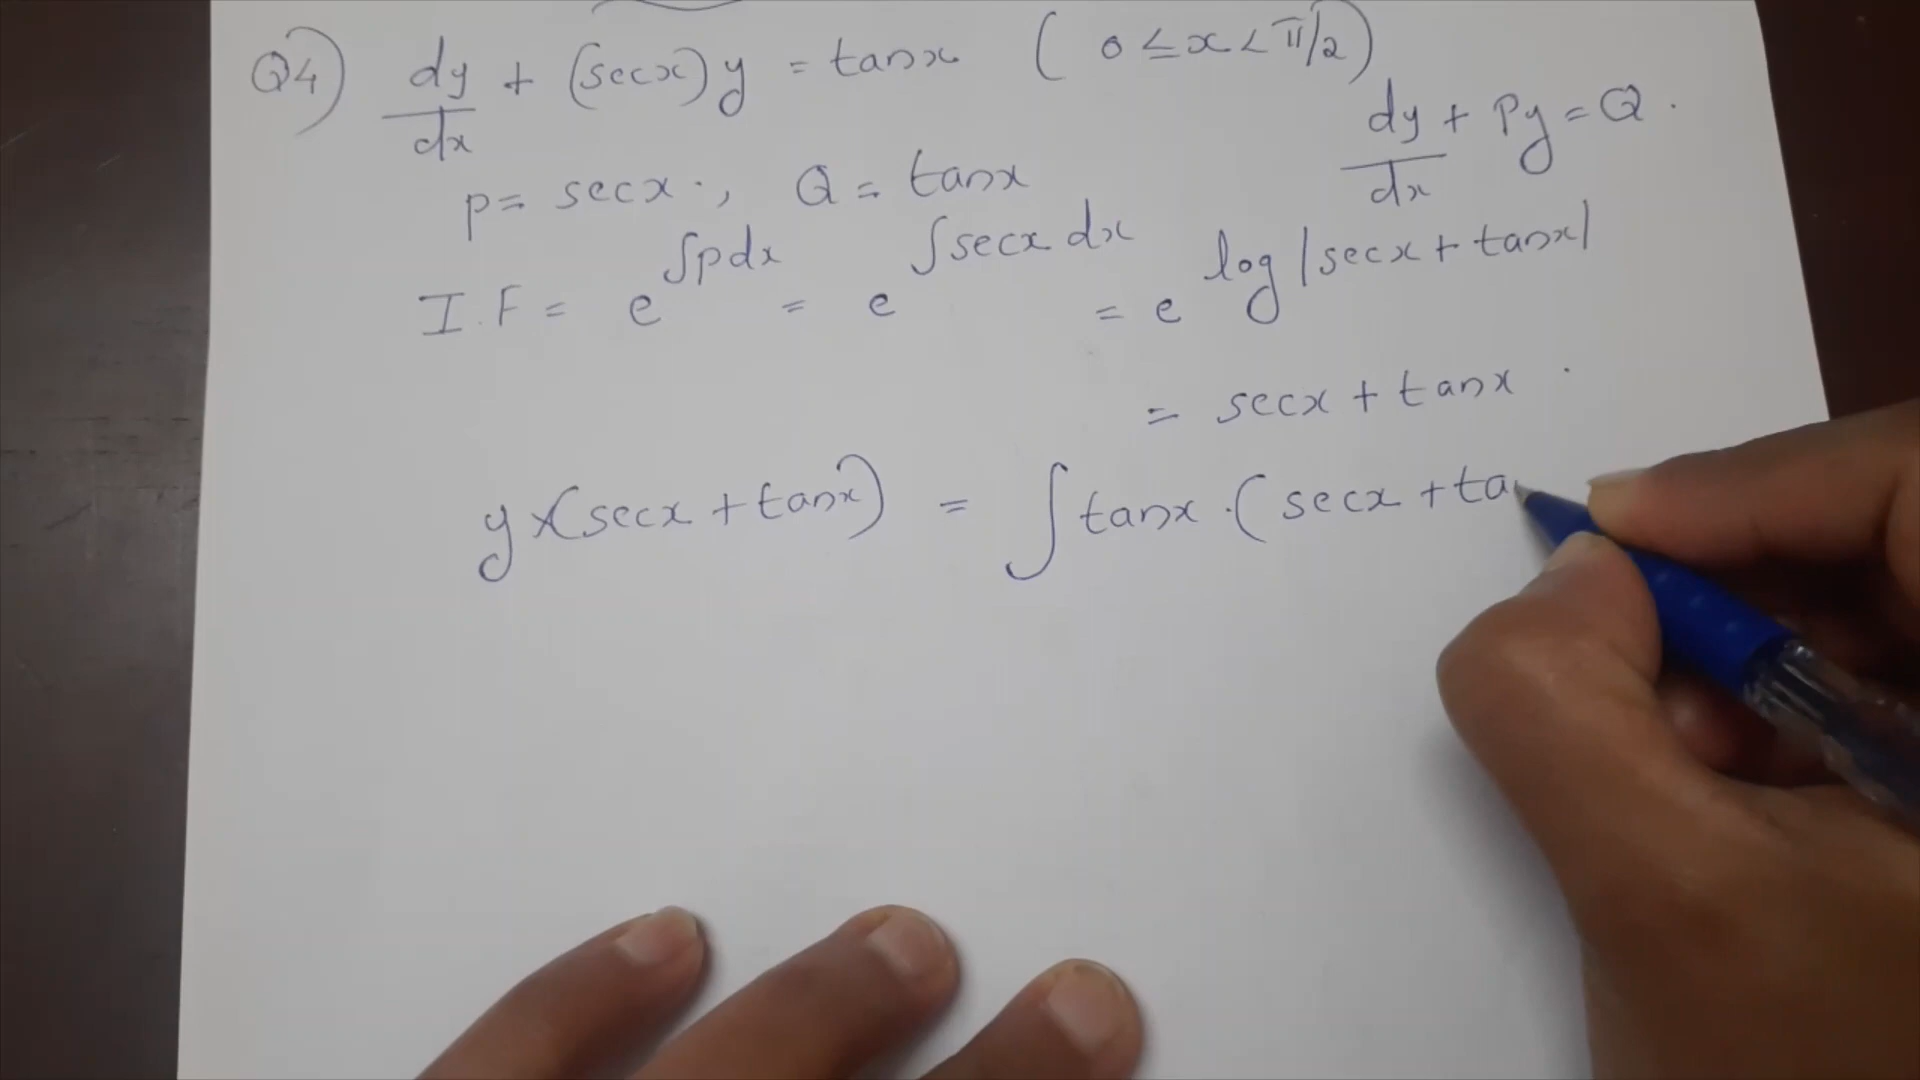 Q4) dy/dx + (secx)y = tanx ( 0 ≤ x < π/2)
dy/dx + Py = Q .
P = secx ., Q = tanx
I.F = e^∫pdx = e^∫secx dx = e^log|secx + tanx|
= secx + tanx .
y x(secx + tanx) = ∫ tanx .( secx + ta